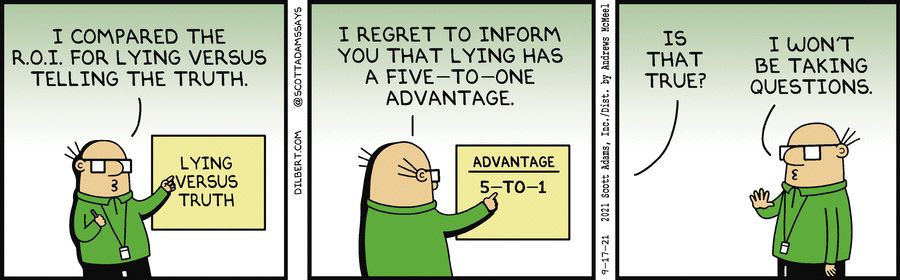 I COMPARED THE
R.O.I. FOR LYING VERSUS
TELLING THE TRUTH.
LYING
VERSUS
TRUTH
DILBERT.COM @SCOTTADAMSSAYS
I REGRET TO INFORM
YOU THAT LYING HAS
A FIVE-TO-ONE
ADVANTAGE.
ADVANTAGE
5-TO-1
9-17-21 2021 Scott Adams, Inc./Dist. by Andrews McMeel
IS
THAT
TRUE?
I WON'T
BE TAKING
QUESTIONS.